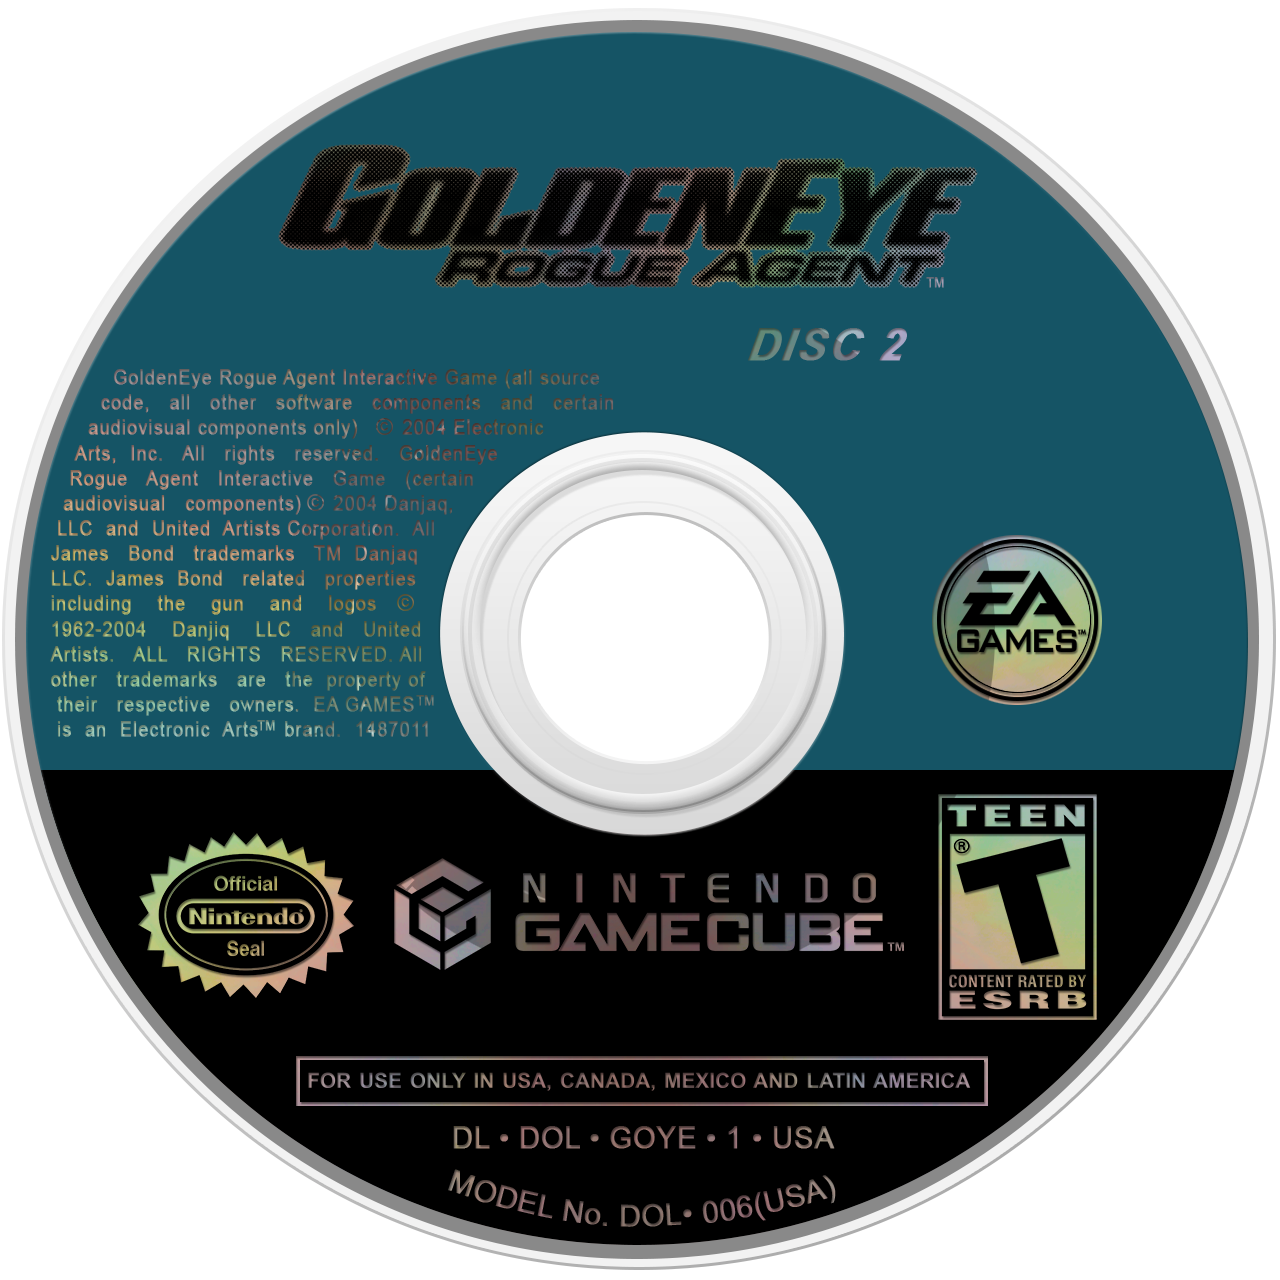 GOLDENEYE
ROGUE AGENT™
DISC 2
GoldenEye Rogue Agent Interactive Game (all source
code, all other software components and certain
audiovisual components only) © 2004 Electronic
Arts, Inc. All rights reserved. GoldenEye
Rogue Agent Interactive Game (certain
audiovisual components) © 2004 Danjaq,
LLC and United Artists Corporation. All
James Bond trademarks TM Danjaq
LLC. James Bond related properties
including the gun and logos ©
1962-2004 Danjiq LLC and United
Artists. ALL RIGHTS RESERVED. All
other trademarks are the property of
their respective owners. EA GAMES™
is an Electronic Arts™ brand. 1487011
EA
GAMES™
Official
Nintendo®
Seal
NINTENDO
GAMECUBE™
TEEN
®
T
CONTENT RATED BY
ESRB
FOR USE ONLY IN USA, CANADA, MEXICO AND LATIN AMERICA
DL • DOL • GOYE • 1 • USA
MODEL No. DOL • 006(USA)